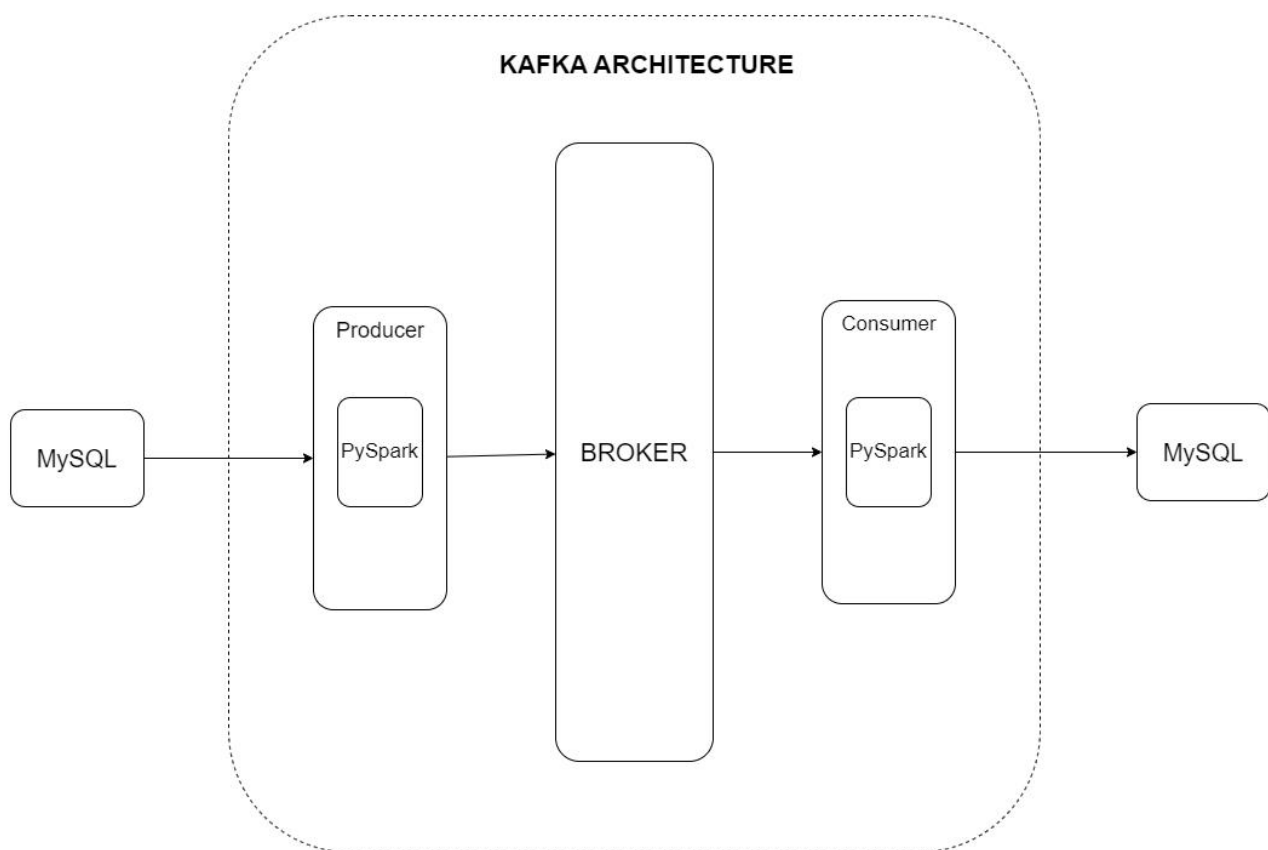 KAFKA ARCHITECTURE
Producer
Consumer
MySQL
PySpark
BROKER
PySpark
MySQL